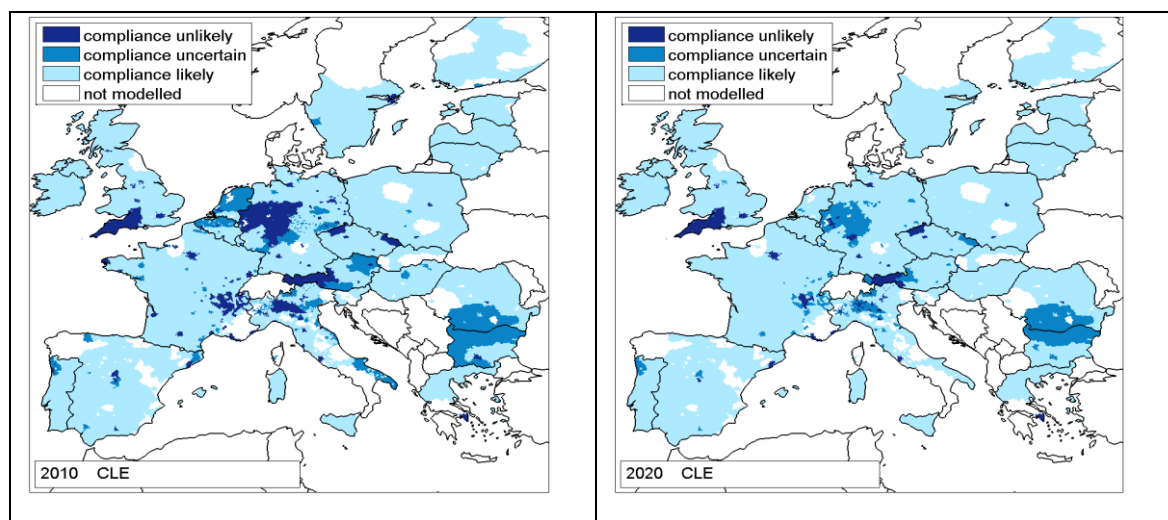 compliance unlikely
compliance uncertain
compliance likely
not modelled
2010 CLE
compliance unlikely
compliance uncertain
compliance likely
not modelled
2020 CLE